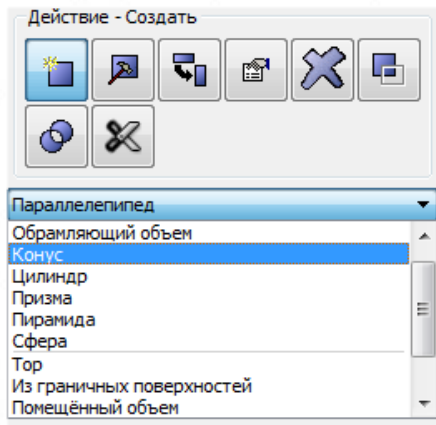 Действие - Создать
Параллелепипед
Обрамляющий объем
Конус
Цилиндр
Призма
Пирамида
Сфера
Тор
Из граничных поверхностей
Помещённый объем